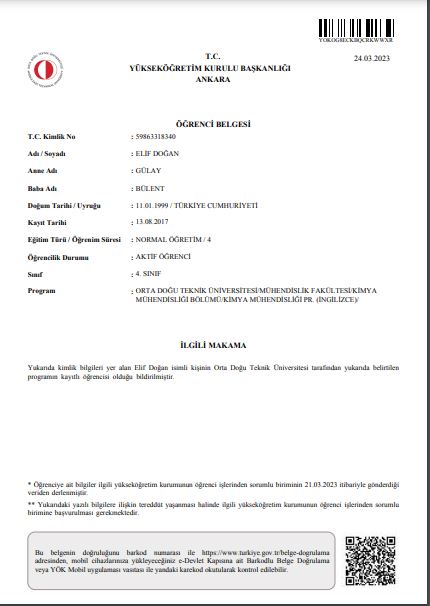 YOKOG8ECKBQCRKWWXR
24.03.2023
T.C.
YÜKSEKÖĞRETİM KURULU BAŞKANLIĞI
ANKARA
ÖĞRENCİ BELGESİ
T.C. Kimlik No : 59863318340
Adı / Soyadı : ELİF DOĞAN
Anne Adı : GÜLAY
Baba Adı : BÜLENT
Doğum Tarihi / Uyruğu : 11.01.1999 / TÜRKİYE CUMHURİYETİ
Kayıt Tarihi : 13.08.2017
Eğitim Türü / Öğrenim Süresi : NORMAL ÖĞRETİM / 4
Öğrencilik Durumu : AKTİF ÖĞRENCİ
Sınıf : 4. SINIF
Program : ORTA DOĞU TEKNİK ÜNİVERSİTESİ/MÜHENDİSLİK FAKÜLTESİ/KİMYA
MÜHENDİSLİĞİ BÖLÜMÜ/KİMYA MÜHENDİSLİĞİ PR. (İNGİLİZCE)/
İLGİLİ MAKAMA
Yukarıda kimlik bilgileri yer alan Elif Doğan isimli kişinin Orta Doğu Teknik Üniversitesi tarafından yukarıda belirtilen
programın kayıtlı öğrencisi olduğu bildirilmiştir.
* Öğrenciye ait bilgiler ilgili yükseköğretim kurumunun öğrenci işlerinden sorumlu biriminin 21.03.2023 itibariyle gönderdiği
veriden derlenmiştir.
** Yukarıdaki yazılı bilgilere ilişkin tereddüt yaşanması halinde ilgili yükseköğretim kurumunun öğrenci işlerinden sorumlu
birimine başvurulması gerekmektedir.
Bu belgenin doğruluğunu barkod numarası ile https://www.turkiye.gov.tr/belge-dogrulama
adresinden, mobil cihazlarınıza yükleyeceğiniz e-Devlet Kapısına ait Barkodlu Belge Doğrulama
veya YÖK Mobil uygulaması vasıtası ile yandaki karekod okutularak kontrol edilebilir.